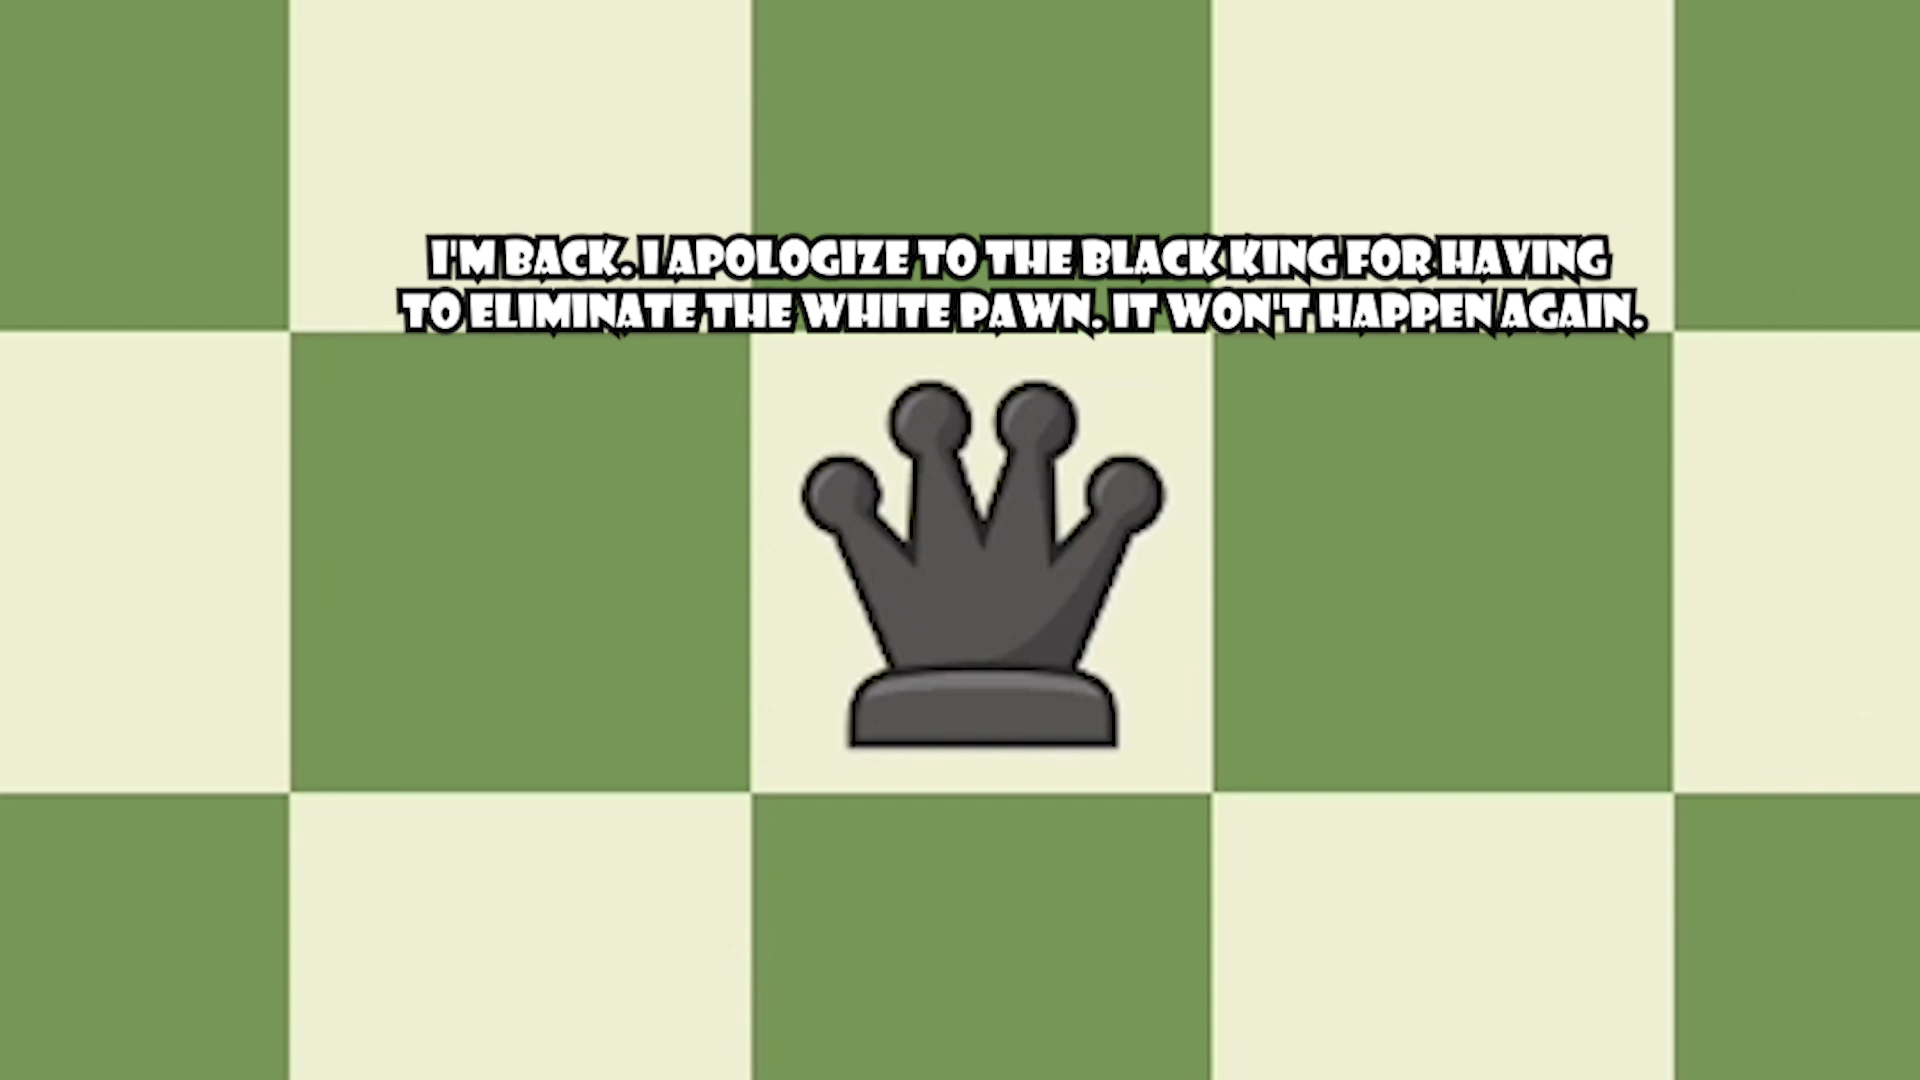 I'M BACK. I APOLOGIZE TO THE BLACK KING FOR HAVING
TO ELIMINATE THE WHITE PAWN. IT WON'T HAPPEN AGAIN.